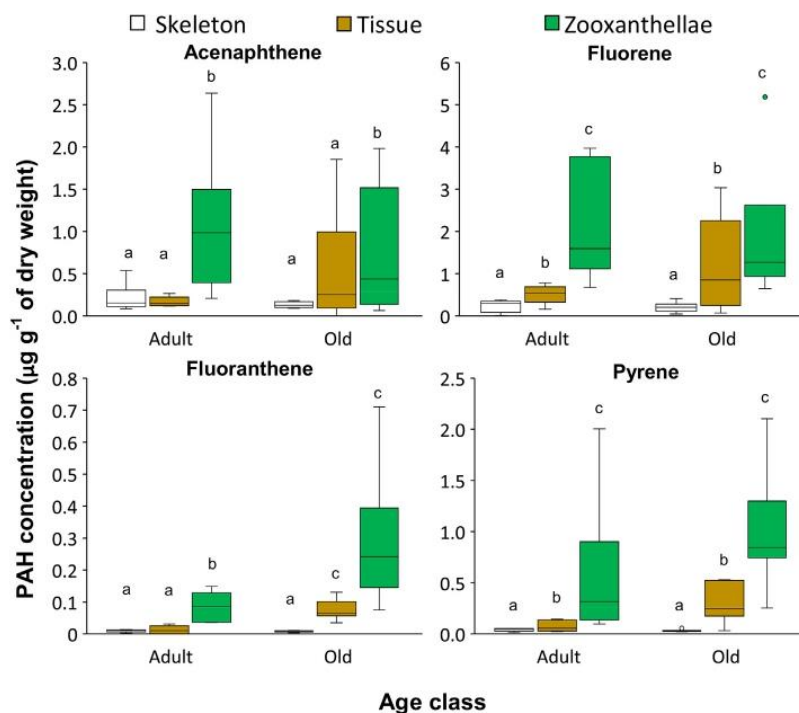 Skeleton Tissue Zooxanthellae
Acenaphthene
3.0
2.5
2.0
1.5
1.0
0.5
0.0
a a b a a b
Adult Old
Fluorene
6
5
4
3
2
1
0
a b c a b c
Adult Old
Fluoranthene
0.8
0.7
0.6
0.5
0.4
0.3
0.2
0.1
0
a a b a c c
Adult Old
Pyrene
2.5
2.0
1.5
1.0
0.5
0.0
a b c a b c
Adult Old
PAH concentration (µg g⁻¹ of dry weight)
Age class